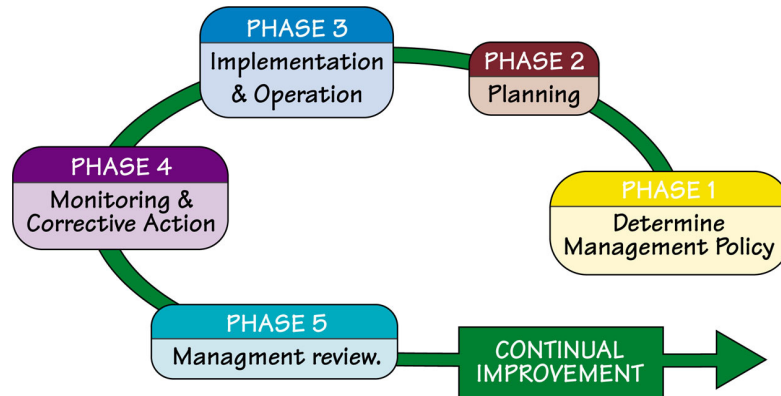 PHASE 1
Determine
Management Policy
PHASE 2
Planning
PHASE 3
Implementation
& Operation
PHASE 4
Monitoring &
Corrective Action
PHASE 5
Managment review.
CONTINUAL
IMPROVEMENT